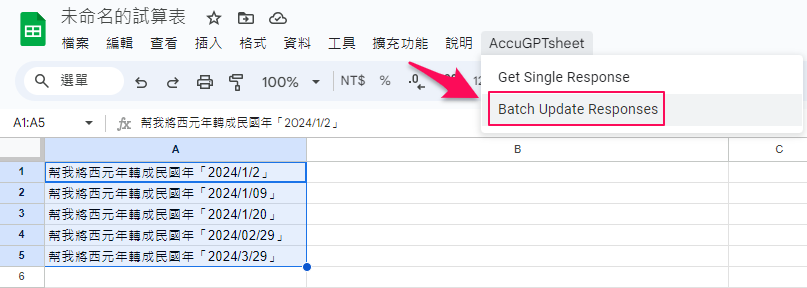 未命名的試算表
檔案 編輯 查看 插入 格式 資料 工具 擴充功能 說明 AccuGPTsheet
選單 100% NT$ % .0 12
Get Single Response
Batch Update Responses
A1:A5 fx 幫我將西元年轉成民國年「2024/1/2」
A B C
1 幫我將西元年轉成民國年「2024/1/2」
2 幫我將西元年轉成民國年「2024/1/09」
3 幫我將西元年轉成民國年「2024/1/20」
4 幫我將西元年轉成民國年「2024/02/29」
5 幫我將西元年轉成民國年「2024/3/29」
6